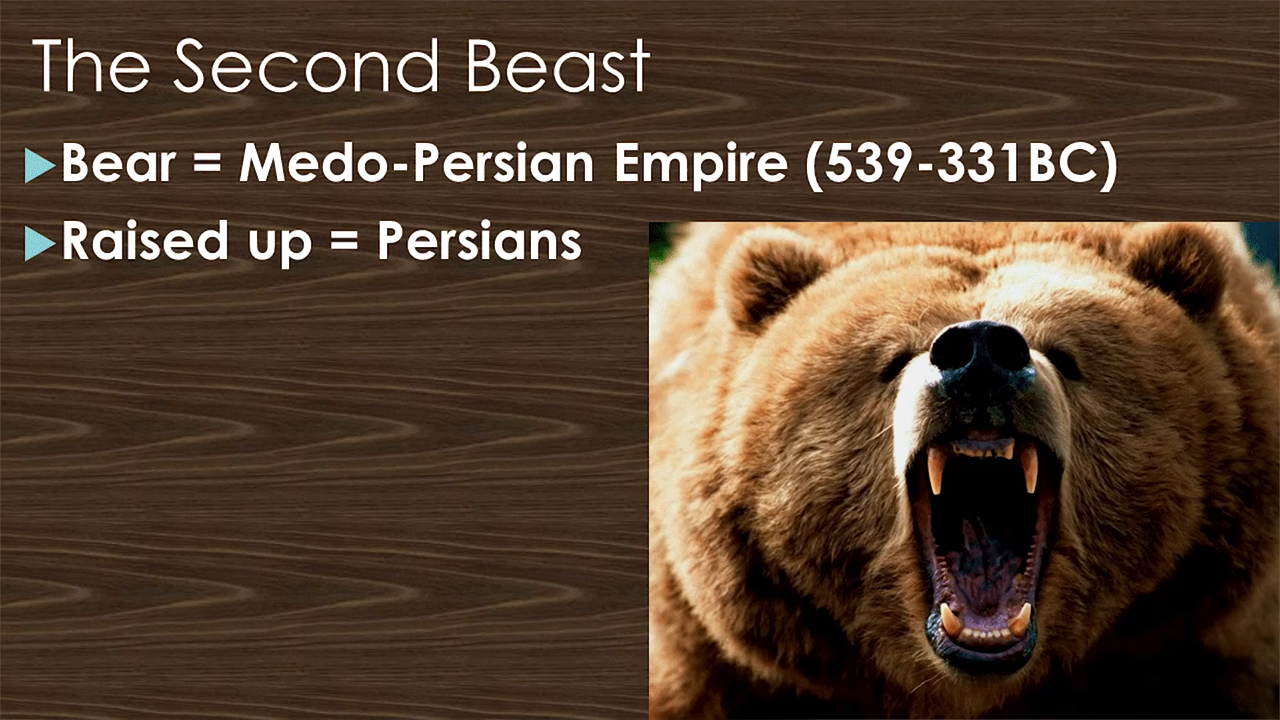 The Second Beast
Bear = Medo-Persian Empire (539-331BC)
Raised up = Persians